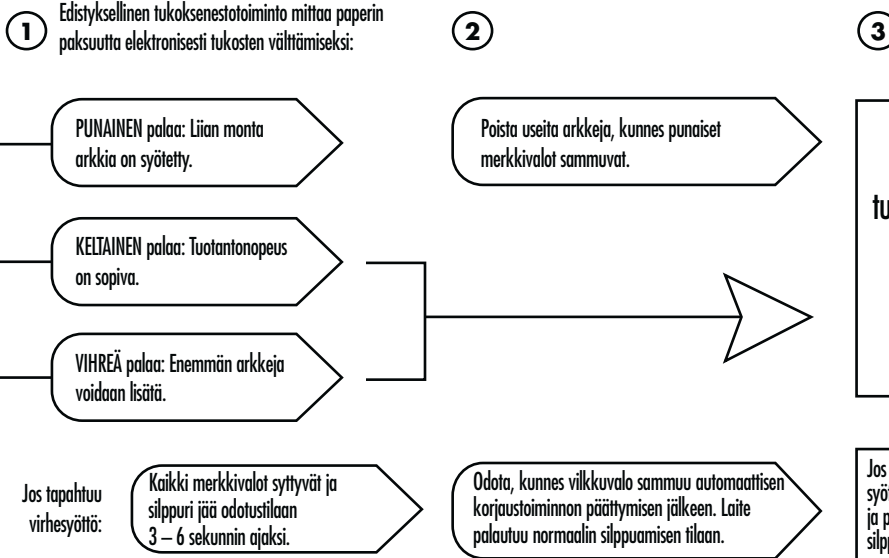 1
Edistyksellinen tukoksenestotoiminto mittaa paperin
paksuutta elektronisesti tukosten välttämiseksi:
2
3
PUNAINEN palaa: Liian monta
arkkia on syötetty.
Poista useita arkkeja, kunnes punaiset
merkkivalot sammuvat.
KELTAINEN palaa: Tuotantonopeus
on sopiva.
VIHREÄ palaa: Enemmän arkkeja
voidaan lisätä.
Jos tapahtuu
virhesyöttö:
Kaikki merkkivalot syttyvät ja
silppuri jää odotustilaan
3 – 6 sekunnin ajaksi.
Odota, kunnes vilkkuvalo sammuu automaattisen
korjaustoiminnon päättymisen jälkeen. Laite
palautuu normaalin silppuamisen tilaan.
Jos
ja